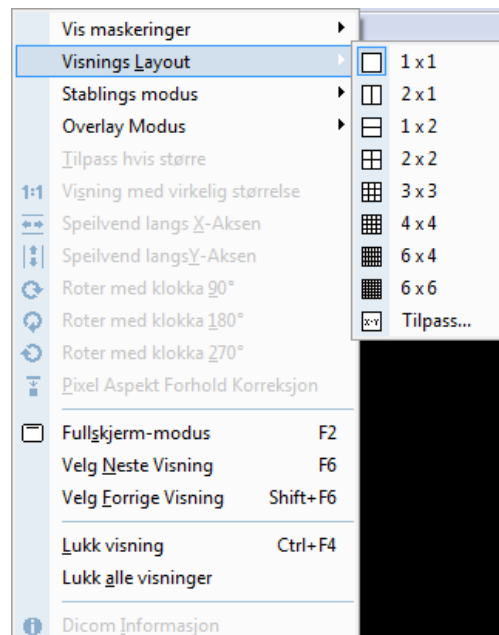 Vis maskeringer
Visnings Layout
Stablings modus
Overlay Modus
Tilpass hvis større
1:1 Visning med virkelig størrelse
Speilvend langs X-Aksen
Speilvend langsY-Aksen
Roter med klokka 90°
Roter med klokka 180°
Roter med klokka 270°
Pixel Aspekt Forhold Korreksjon
Fullskjerm-modus F2
Velg Neste Visning F6
Velg Forrige Visning Shift+F6
Lukk visning Ctrl+F4
Lukk alle visninger
Dicom Informasjon
1 x 1
2 x 1
1 x 2
2 x 2
3 x 3
4 x 4
6 x 4
6 x 6
X-Y Tilpass...